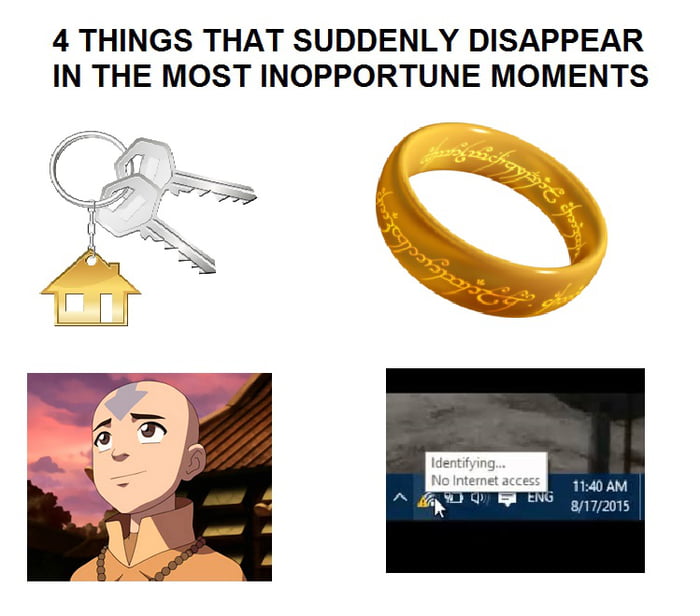 4 THINGS THAT SUDDENLY DISAPPEAR
IN THE MOST INOPPORTUNE MOMENTS
Identifying...
No Internet access
ENG
11:40 AM
8/17/2015